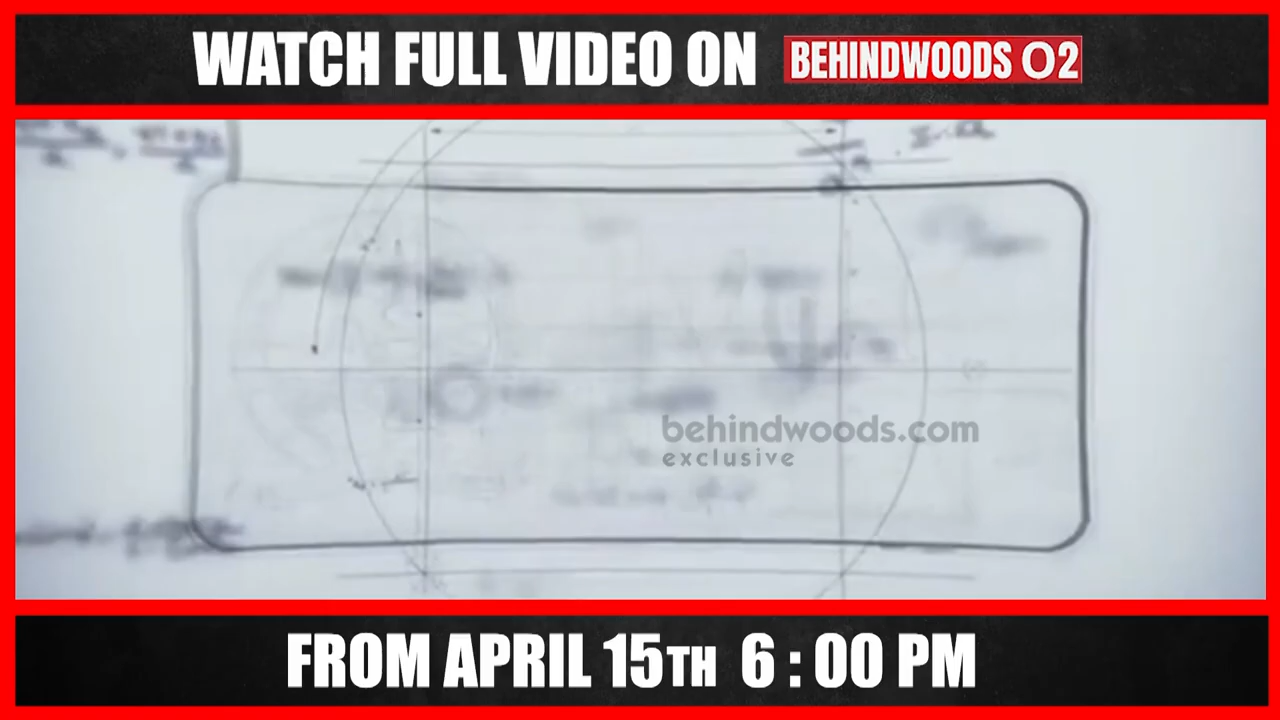 WATCH FULL VIDEO ON BEHINDWOODS O2
behindwoods.com
exclusive
FROM APRIL 15TH 6 : 00 PM